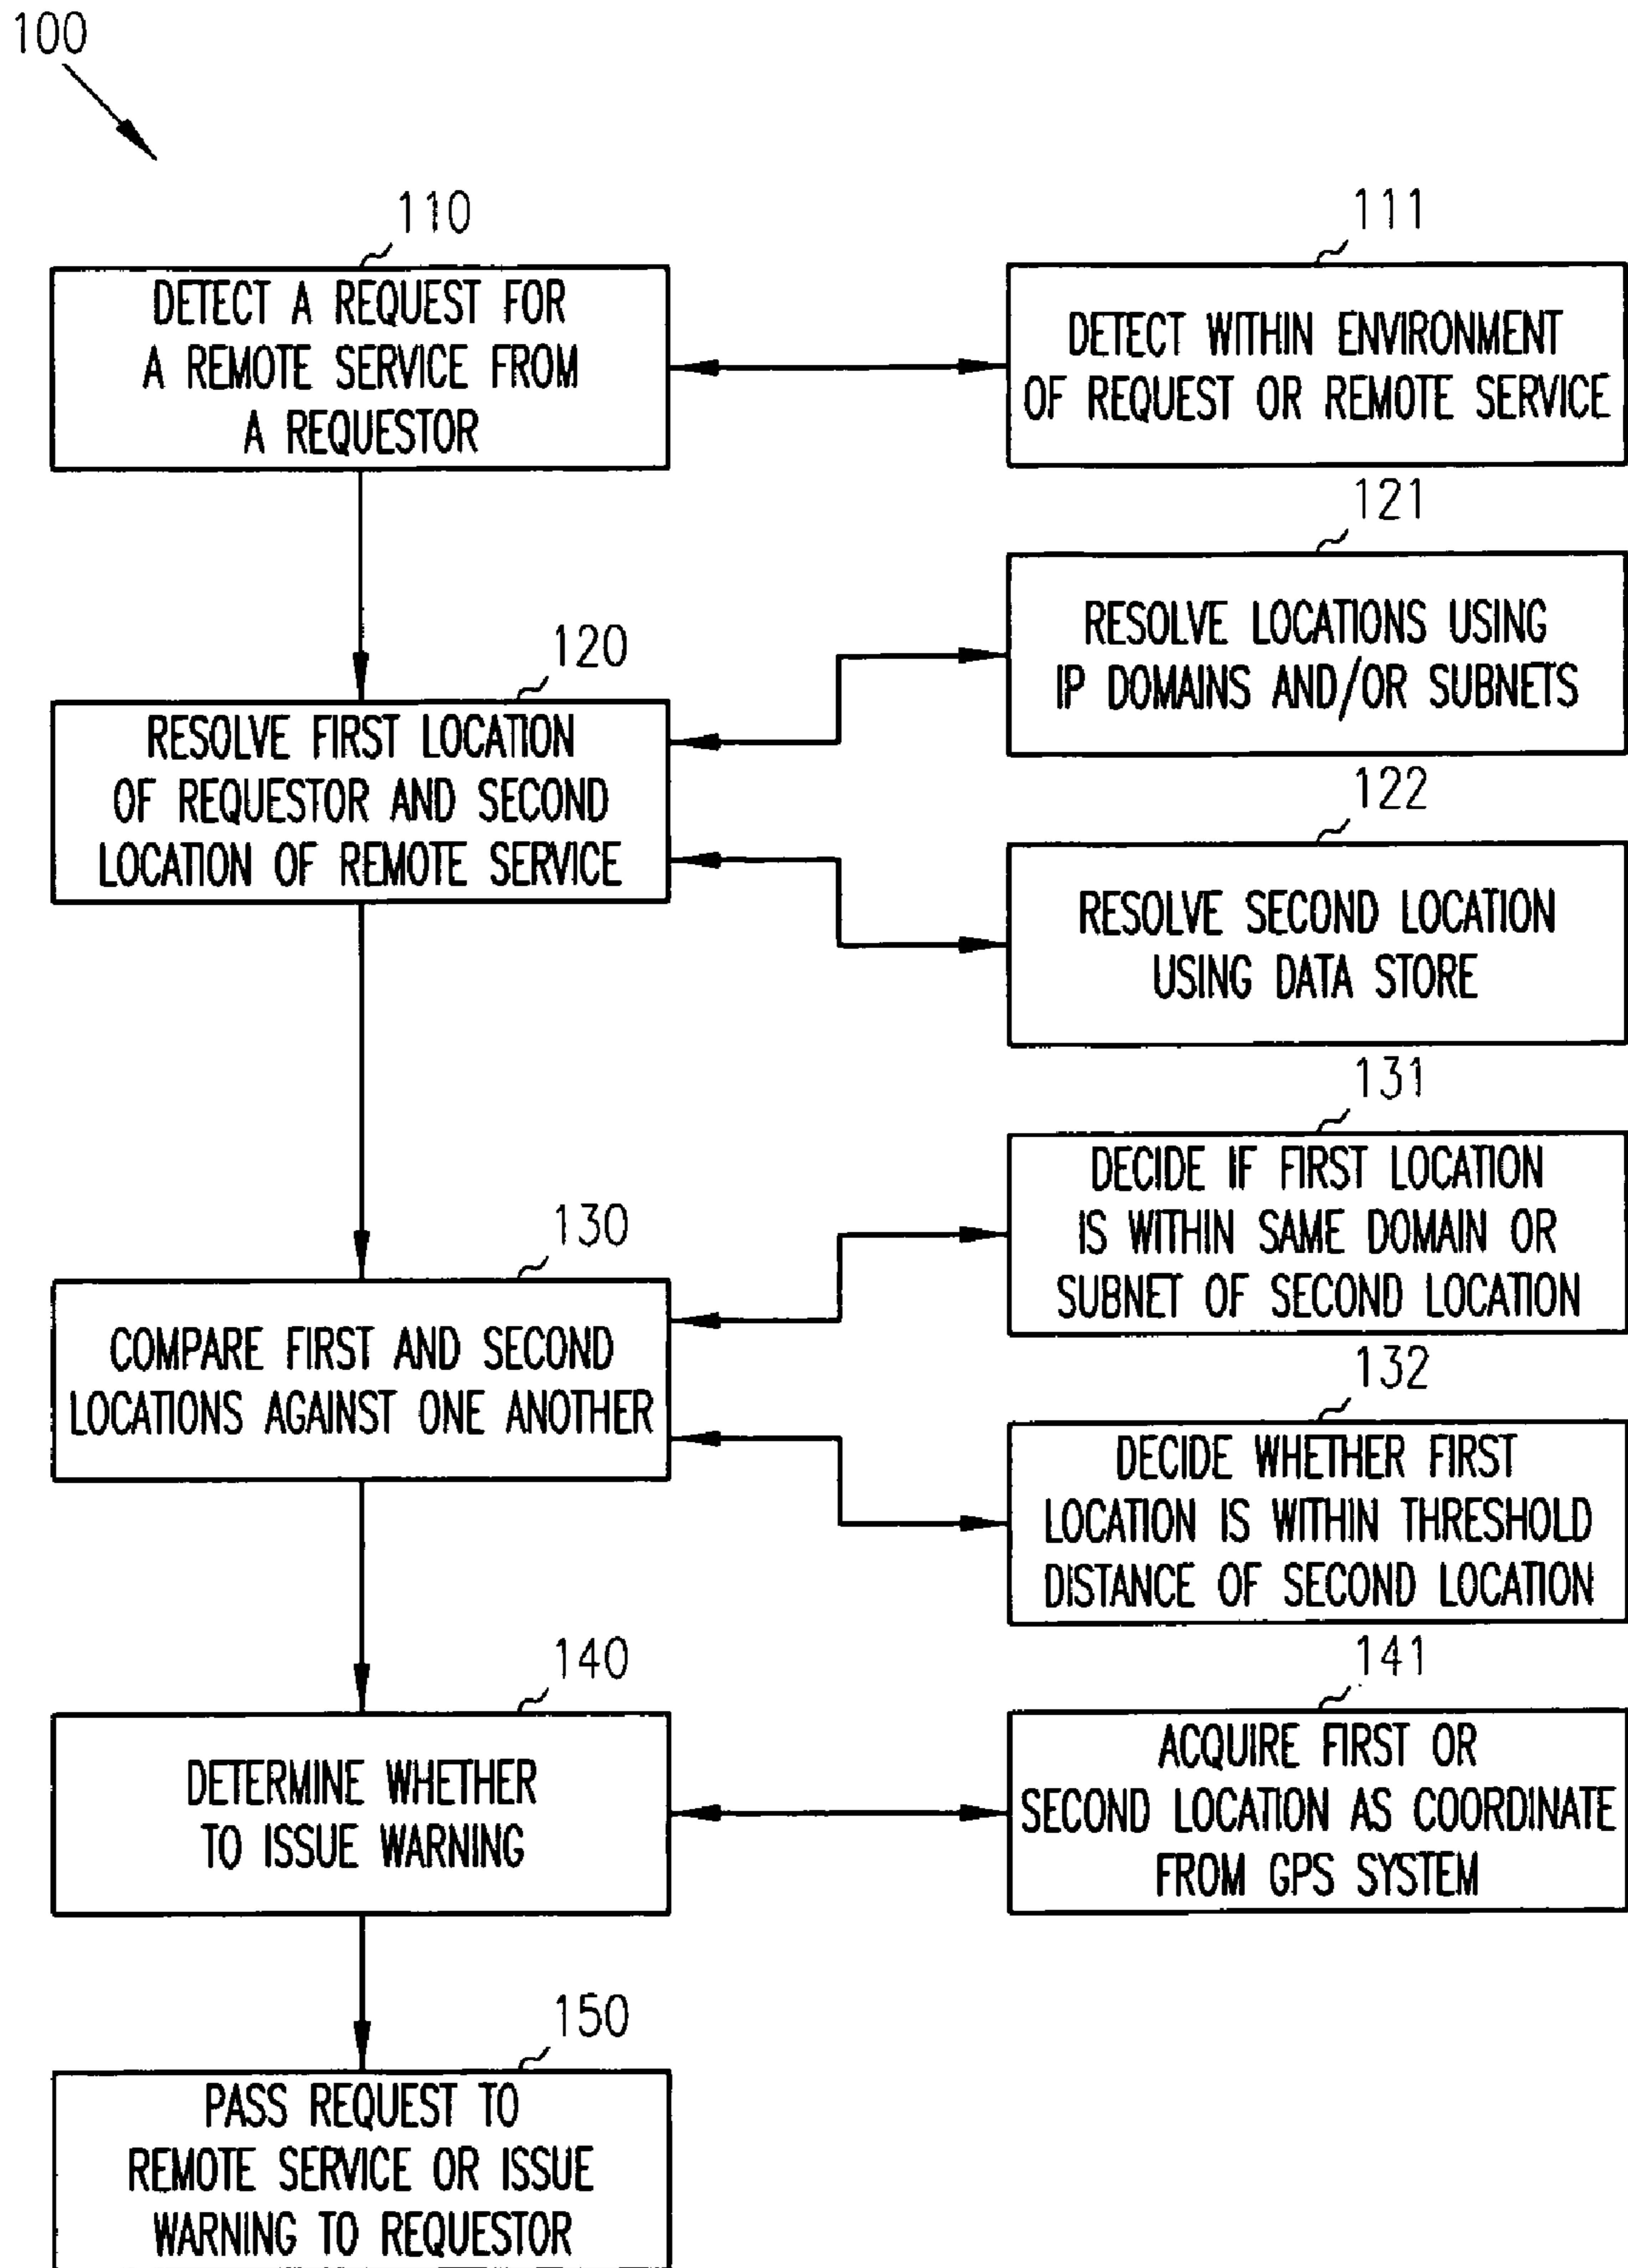 100
110
DETECT A REQUEST FOR
A REMOTE SERVICE FROM
A REQUESTOR
111
DETECT WITHIN ENVIRONMENT
OF REQUEST OR REMOTE SERVICE
121
RESOLVE LOCATIONS USING
IP DOMAINS AND/OR SUBNETS
120
RESOLVE FIRST LOCATION
OF REQUESTOR AND SECOND
LOCATION OF REMOTE SERVICE
122
RESOLVE SECOND LOCATION
USING DATA STORE
131
DECIDE IF FIRST LOCATION
IS WITHIN SAME DOMAIN OR
SUBNET OF SECOND LOCATION
130
COMPARE FIRST AND SECOND
LOCATIONS AGAINST ONE ANOTHER
132
DECIDE WHETHER FIRST
LOCATION IS WITHIN THRESHOLD
DISTANCE OF SECOND LOCATION
140
DETERMINE WHETHER
TO ISSUE WARNING
141
ACQUIRE FIRST OR
SECOND LOCATION AS COORDINATE
FROM GPS SYSTEM
150
PASS REQUEST TO
REMOTE SERVICE OR ISSUE
WARNING TO REQUESTOR